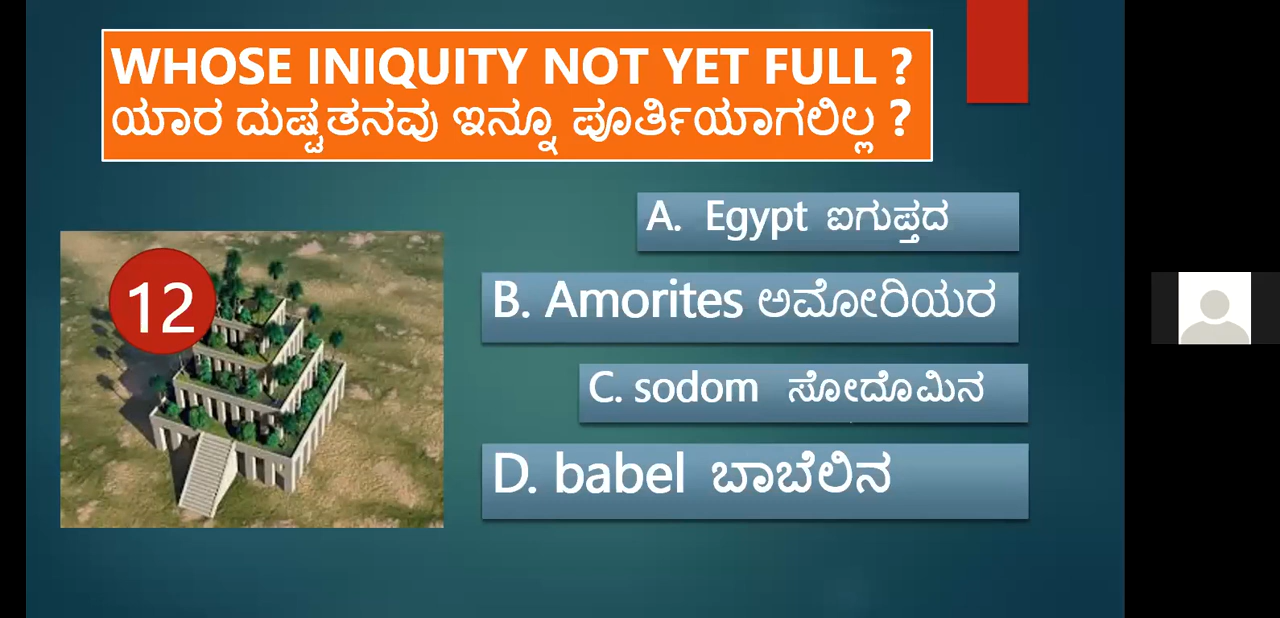 WHOSE INIQUITY NOT YET FULL ?
ಯಾರ ದುಷ್ಟತನವು ಇನ್ನೂ ಪೂರ್ತಿಯಾಗಲಿಲ್ಲ ?
A. Egypt ಐಗುಪ್ತದ
12
B. Amorites ಅಮೋರಿಯರ
C. sodom ಸೋದೊಮಿನ
D. babel ಬಾಬೆಲಿನ